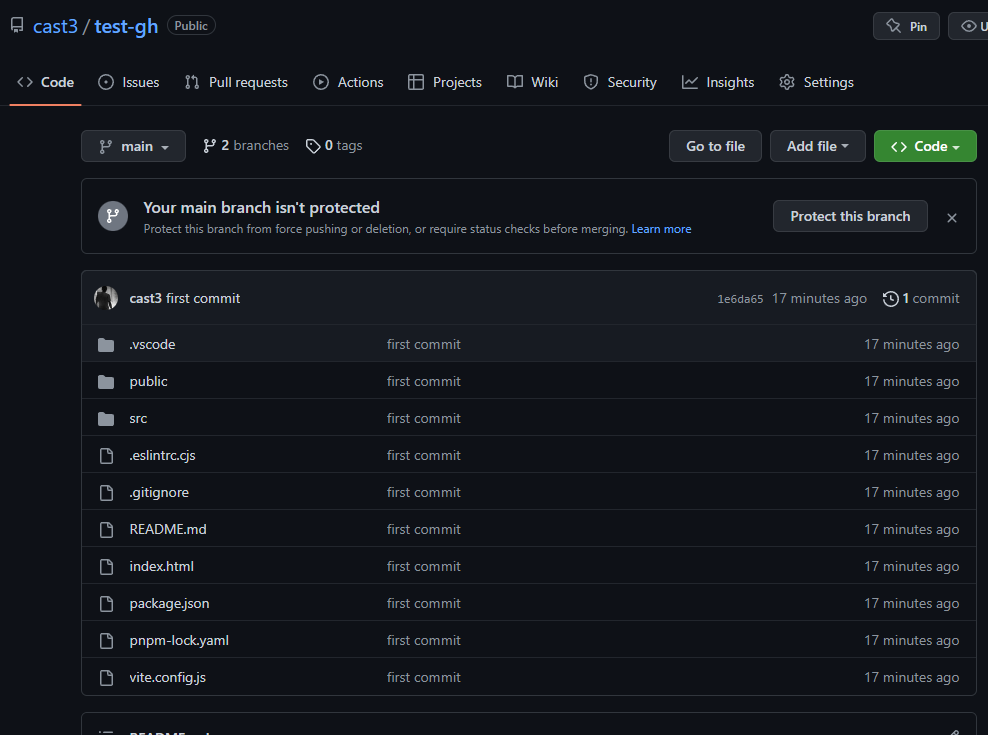 cast3 / test-gh Public Pin
Code Issues Pull requests Actions Projects Wiki Security Insights Settings
main 2 branches 0 tags Go to file Add file Code
Your main branch isn't protected
Protect this branch from force pushing or deletion, or require status checks before merging. Learn more
Protect this branch
cast3 first commit 1e6da65 17 minutes ago 1 commit
.vscode first commit 17 minutes ago
public first commit 17 minutes ago
src first commit 17 minutes ago
.eslintrc.cjs first commit 17 minutes ago
.gitignore first commit 17 minutes ago
README.md first commit 17 minutes ago
index.html first commit 17 minutes ago
package.json first commit 17 minutes ago
pnpm-lock.yaml first commit 17 minutes ago
vite.config.js first commit 17 minutes ago